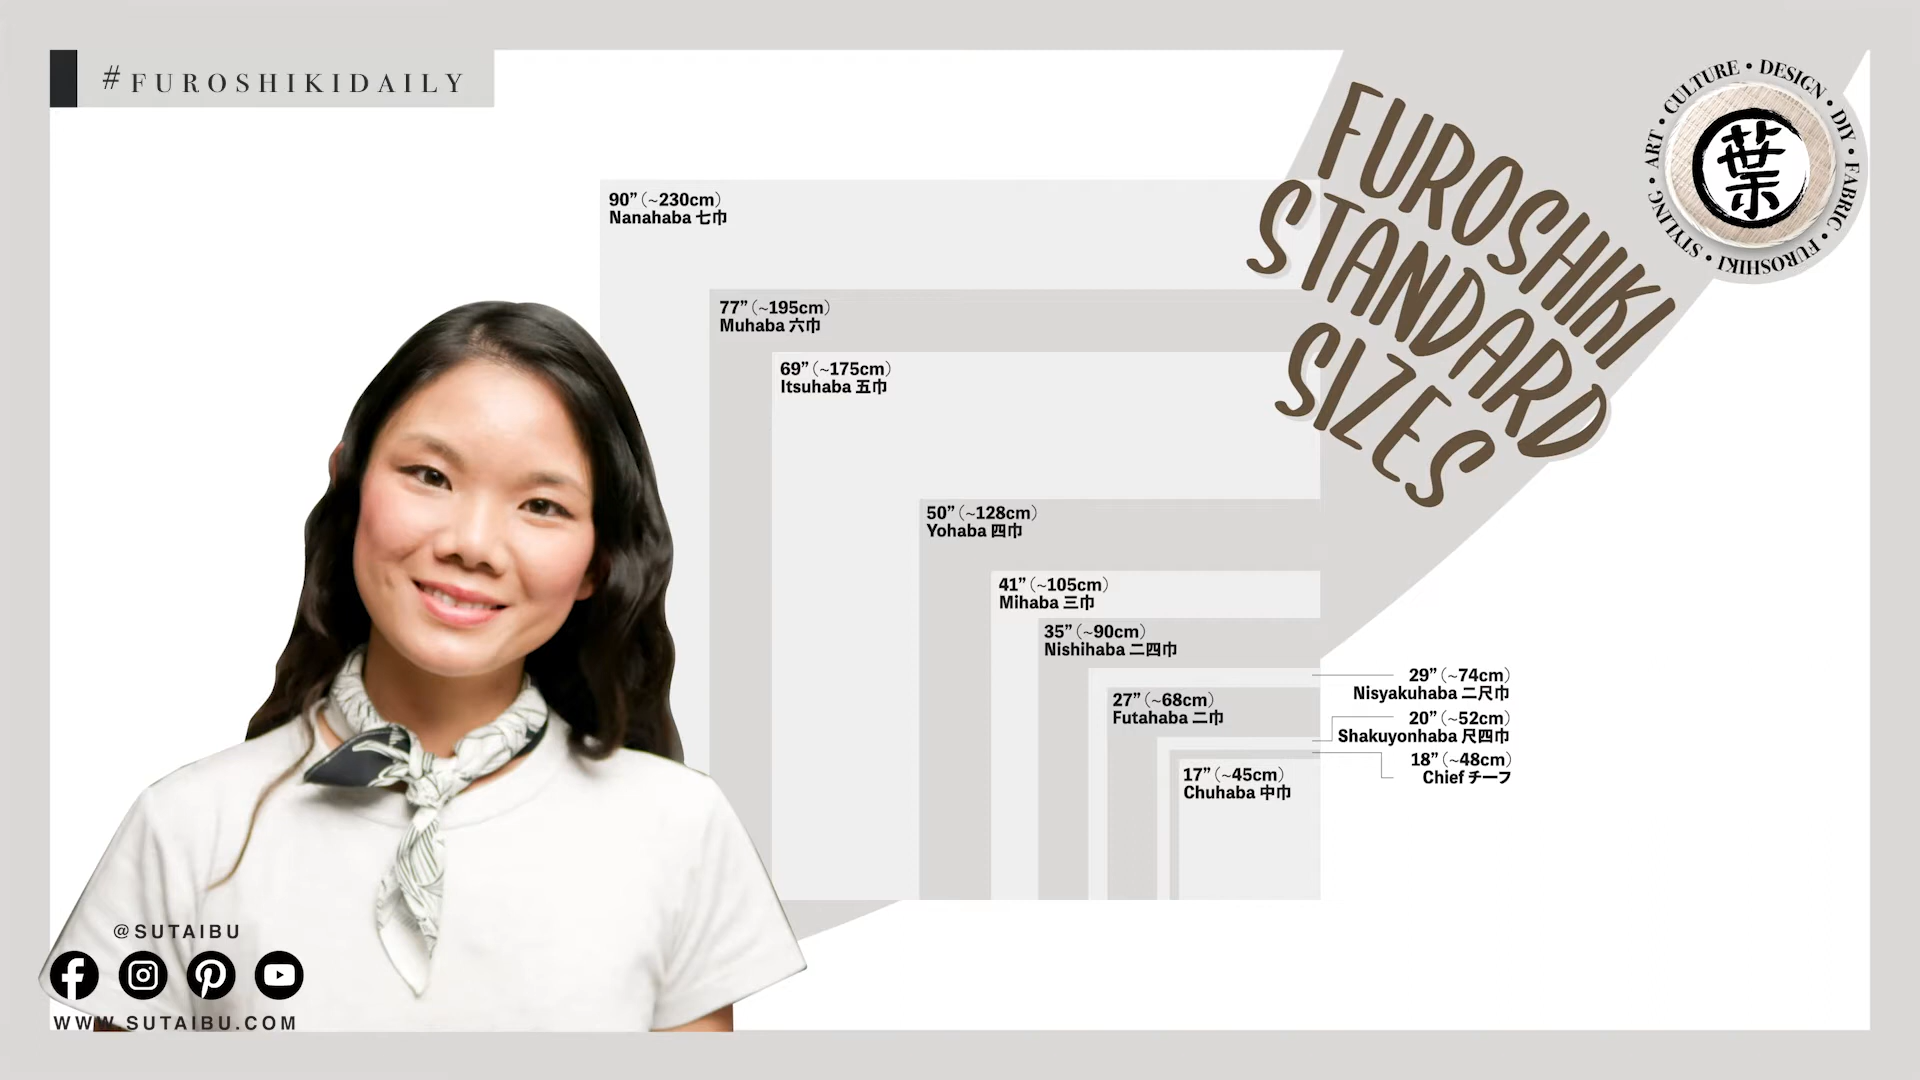 #FUROSHIKIDAILY
FUROSHIKI
STANDARD
SIZES
ART • CULTURE • DESIGN • DIY • FABRIC • FUROSHIKI • STYLING •
葉
90” (~230cm)
Nanahaba 七巾
77” (~195cm)
Muhaba 六巾
69” (~175cm)
Itsuhaba 五巾
50” (~128cm)
Yohaba 四巾
41” (~105cm)
Mihaba 三巾
35” (~90cm)
Nishihaba 二四巾
29” (~74cm)
Nisyakuhaba 二尺巾
27” (~68cm)
Futahaba 二巾
20” (~52cm)
Shakuyonhaba 尺四巾
18” (~48cm)
Chief チーフ
17” (~45cm)
Chuhaba 中巾
@SUTAIBU
WWW.SUTAIBU.COM